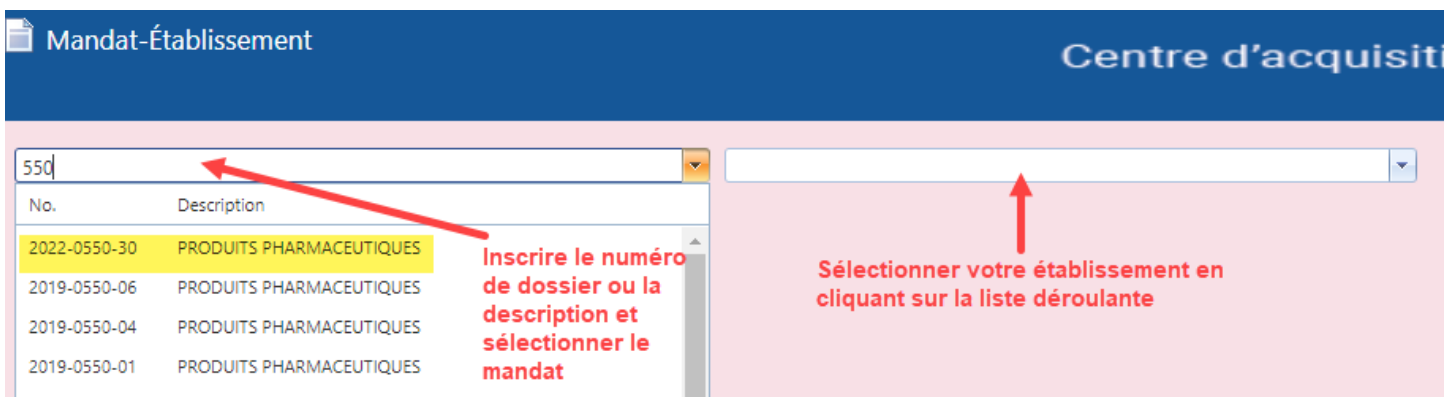 Mandat-Établissement
Centre d'acquisiti
550
No. Description
2022-0550-30 PRODUITS PHARMACEUTIQUES
2019-0550-06 PRODUITS PHARMACEUTIQUES
2019-0550-04 PRODUITS PHARMACEUTIQUES
2019-0550-01 PRODUITS PHARMACEUTIQUES
Inscrire le numéro
de dossier ou la
description et
sélectionner le
mandat
Sélectionner votre établissement en
cliquant sur la liste déroulante